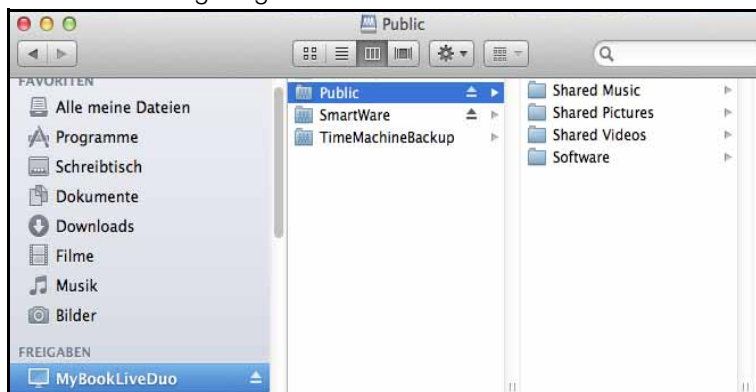 Public
FAVORITEN
Alle meine Dateien
Programme
Schreibtisch
Dokumente
Downloads
Filme
Musik
Bilder
FREIGABEN
MyBookLiveDuo
Public
SmartWare
TimeMachineBackup
Shared Music
Shared Pictures
Shared Videos
Software